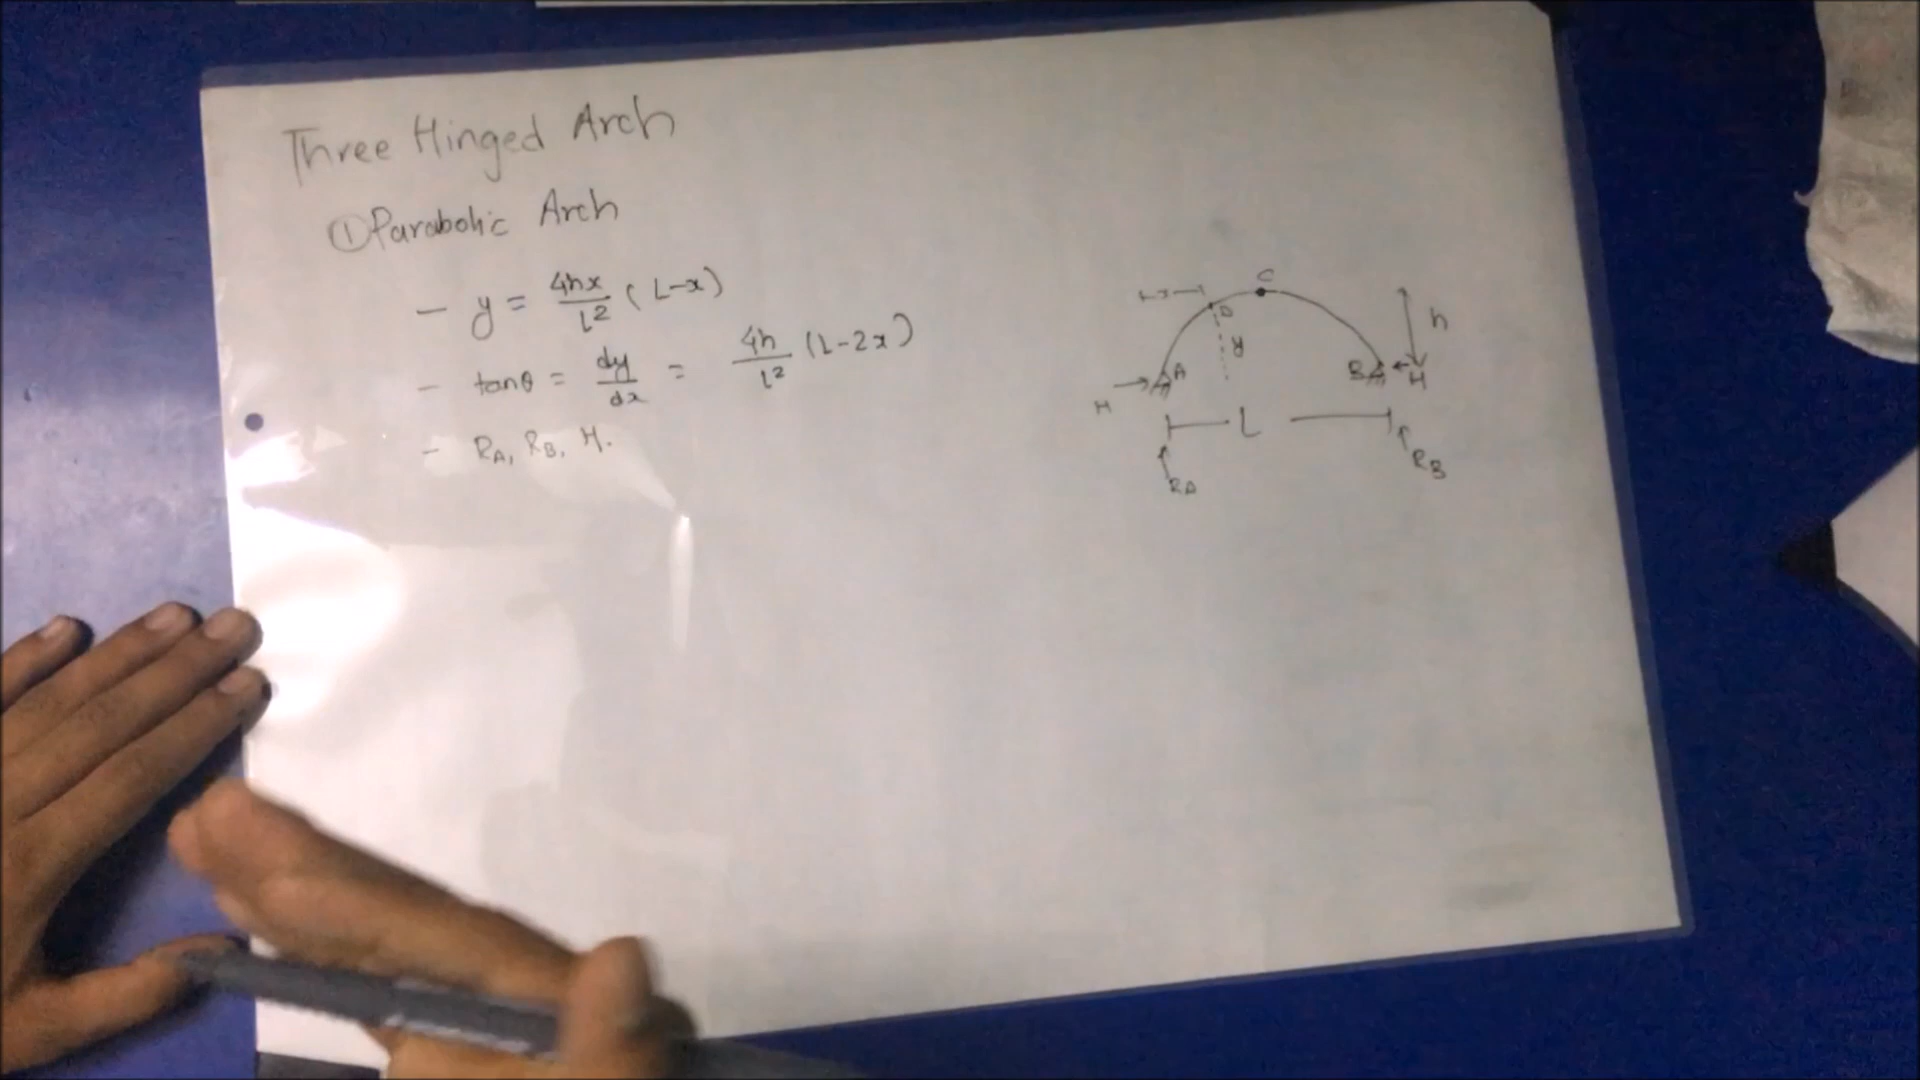 Three Hinged Arch
① Parabolic Arch
- y = 4hx/L² (L-x)
- tanθ = dy/dx = 4h/L² (L-2x)
- RA, RB, H.
C
x
D
h
y
A
B
H
H
L
RA
RB